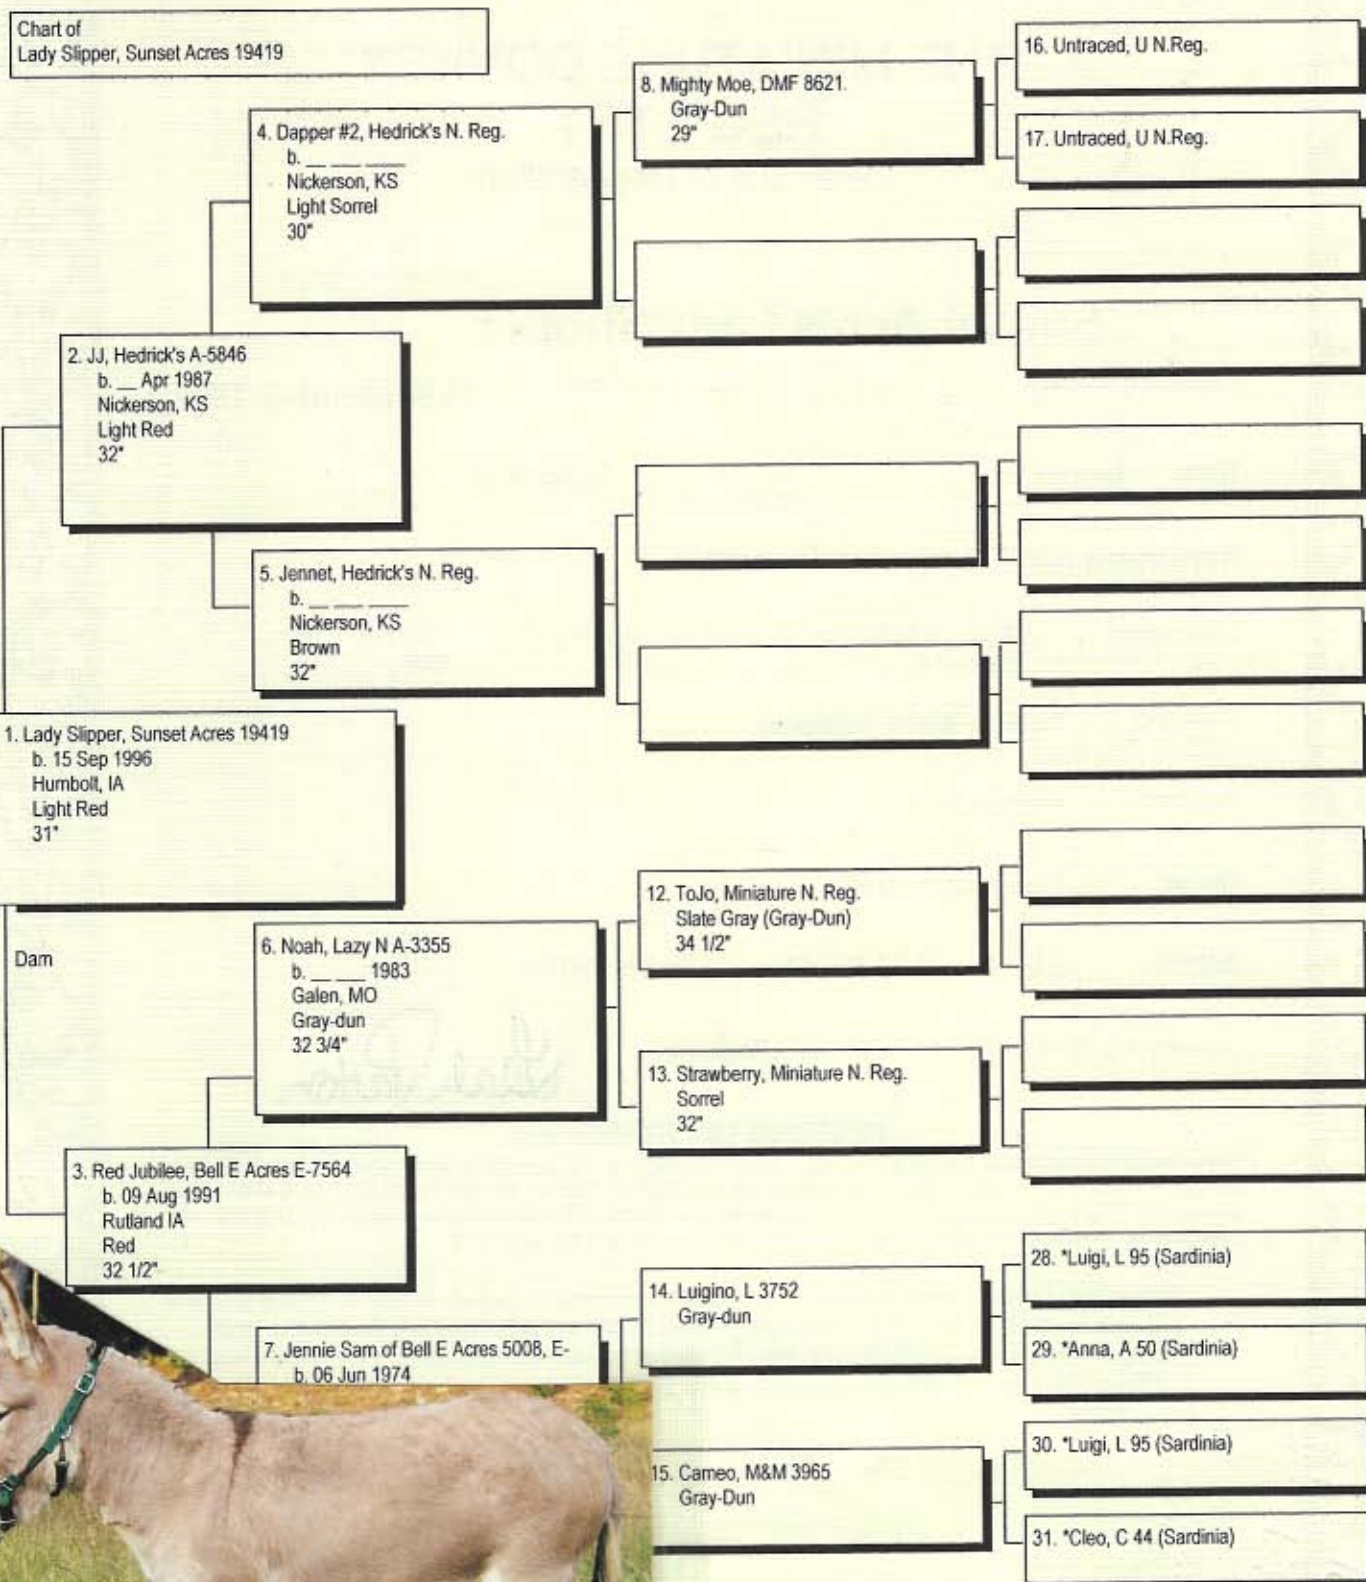 Chart of
Lady Slipper, Sunset Acres 19419
4. Dapper #2, Hedrick's N. Reg.
b. __ ___ ____
Nickerson, KS
Light Sorrel
30"
8. Mighty Moe, DMF 8621.
Gray-Dun
29"
16. Untraced, U N.Reg.
17. Untraced, U N.Reg.
2. JJ, Hedrick's A-5846
b. __ Apr 1987
Nickerson, KS
Light Red
32"
5. Jennet, Hedrick's N. Reg.
b. __ ___ ____
Nickerson, KS
Brown
32"
1. Lady Slipper, Sunset Acres 19419
b. 15 Sep 1996
Humbolt, IA
Light Red
31"
Dam
6. Noah, Lazy N A-3355
b. __ ___ 1983
Galen, MO
Gray-dun
32 3/4"
12. ToJo, Miniature N. Reg.
Slate Gray (Gray-Dun)
34 1/2"
13. Strawberry, Miniature N. Reg.
Sorrel
32"
3. Red Jubilee, Bell E Acres E-7564
b. 09 Aug 1991
Rutland IA
Red
32 1/2"
7. Jennie Sam of Bell E Acres 5008, E-
b. 06 Jun 1974
14. Luigino, L 3752
Gray-dun
28. *Luigi, L 95 (Sardinia)
29. *Anna, A 50 (Sardinia)
15. Cameo, M&M 3965
Gray-Dun
30. *Luigi, L 95 (Sardinia)
31. *Cleo, C 44 (Sardinia)